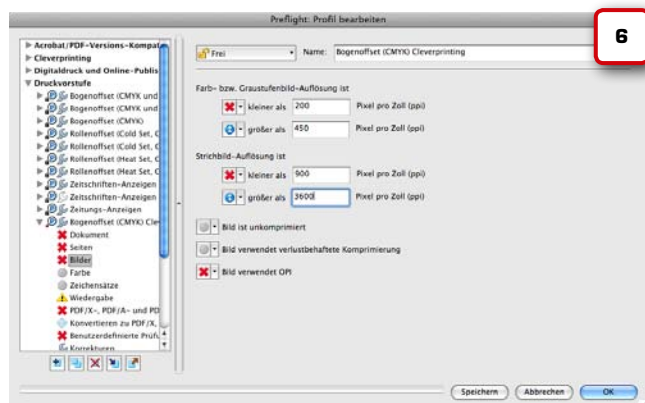 Preflight: Profil bearbeiten
6
Acrobat/PDF-Versions-Kompat
Cleverprinting
Digitaldruck und Online-Publis
Druckvorstufe
Bogenoffset (CMYK und
Bogenoffset (CMYK und
Bogenoffset (CMYK)
Rollenoffset (Cold Set, C
Rollenoffset (Cold Set, C
Rollenoffset (Heat Set, C
Rollenoffset (Heat Set, C
Zeitschriften-Anzeigen
Zeitschriften-Anzeigen
Zeitungs-Anzeigen
Bogenoffset (CMYK) Cle
Dokument
Seiten
Bilder
Farbe
Zeichensätze
Wiedergabe
PDF/X-, PDF/A- und PD
Konvertieren zu PDF/X,
Benutzerdefinierte Prüfu
Korrekturen
Frei
Name: Bogenoffset (CMYK) Cleverprinting
Farb- bzw. Graustufenbild-Auflösung ist
kleiner als 200 Pixel pro Zoll (ppi)
größer als 450 Pixel pro Zoll (ppi)
Strichbild-Auflösung ist
kleiner als 900 Pixel pro Zoll (ppi)
größer als 3600 Pixel pro Zoll (ppi)
Bild ist unkomprimiert
Bild verwendet verlustbehaftete Komprimierung
Bild verwendet OPI
Speichern Abbrechen OK